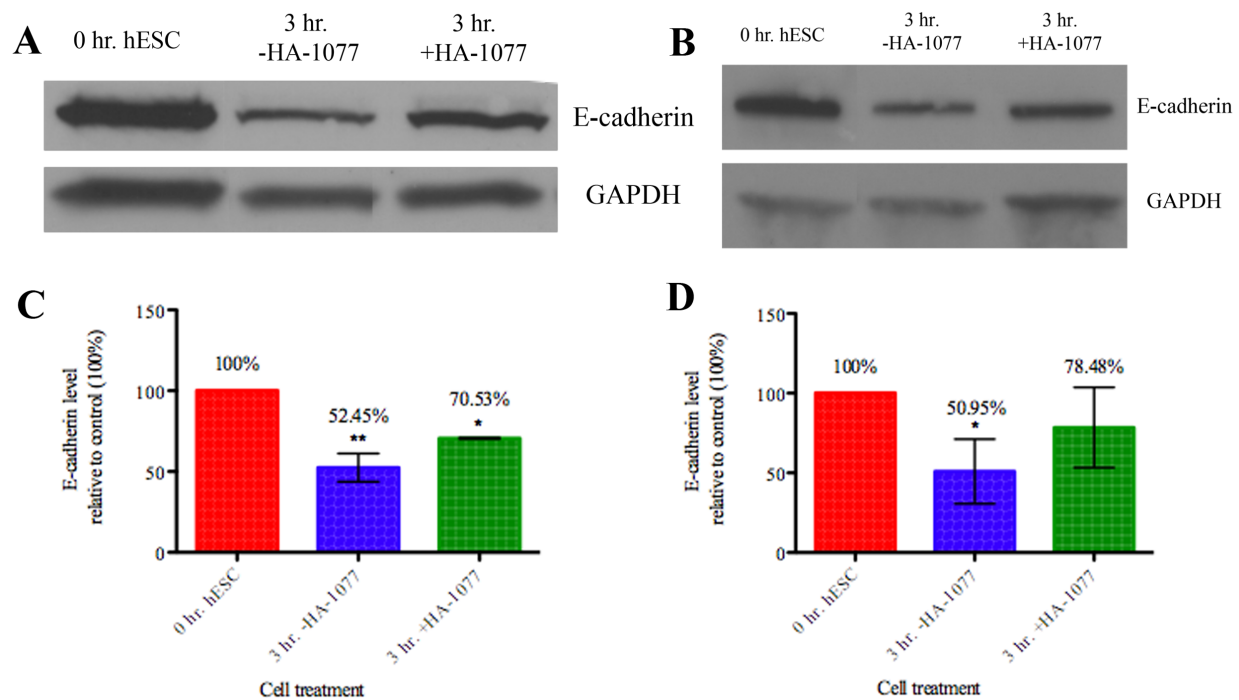 A
0 hr. hESC
3 hr.
-HA-1077
3 hr.
+HA-1077
E-cadherin
GAPDH
B
0 hr. hESC
3 hr.
-HA-1077
3 hr.
+HA-1077
E-cadherin
GAPDH
C
E-cadherin level
relative to control (100%)
150
100
50
0
100%
52.45%
**
70.53%
*
0 hr. hESC
3 hr. -HA-1077
3 hr. +HA-1077
Cell treatment
D
E-cadherin level
relative to control (100%)
150
100
50
0
100%
50.95%
*
78.48%
0 hr. hESC
3 hr. -HA-1077
3 hr. +HA-1077
Cell treatment